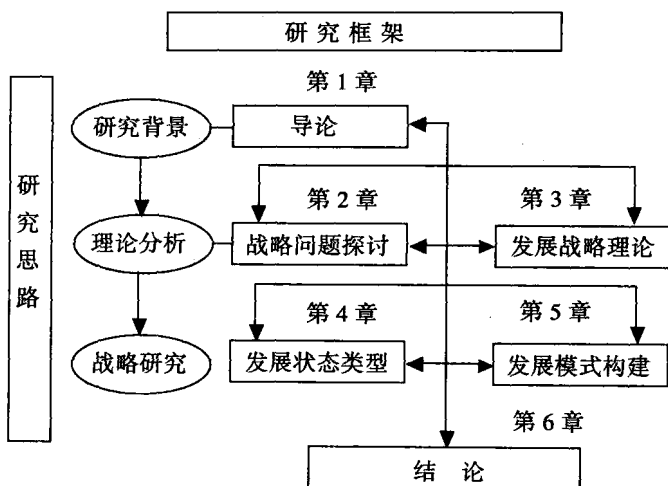 研究框架
研究思路
第1章
研究背景
导论
第2章
第3章
理论分析
战略问题探讨
发展战略理论
第4章
第5章
战略研究
发展状态类型
发展模式构建
第6章
结 论